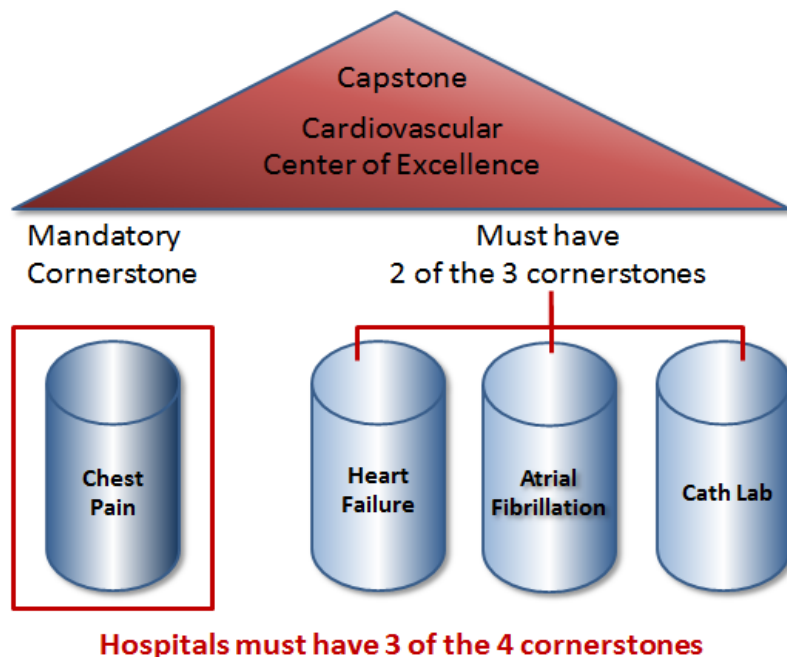 Capstone
Cardiovascular
Center of Excellence
Mandatory
Cornerstone
Must have
2 of the 3 cornerstones
Chest
Pain
Heart
Failure
Atrial
Fibrillation
Cath Lab
Hospitals must have 3 of the 4 cornerstones